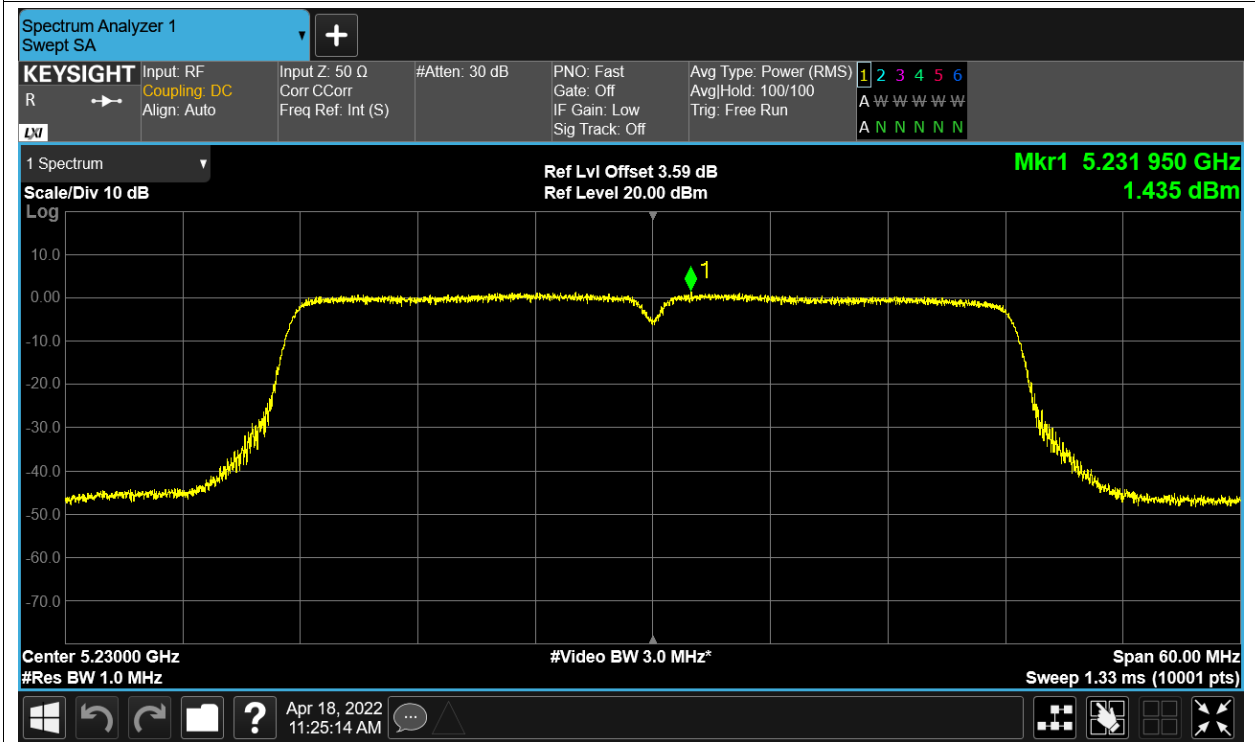 Spectrum Analyzer 1
Swept SA
KEYSIGHT
R
LXI
Input: RF
Coupling: DC
Align: Auto
Input Z: 50 Ω
Corr CCorr
Freq Ref: Int (S)
#Atten: 30 dB
PNO: Fast
Gate: Off
IF Gain: Low
Sig Track: Off
Avg Type: Power (RMS)
Avg|Hold: 100/100
Trig: Free Run
1 2 3 4 5 6
A W W W W W
A N N N N N
1 Spectrum
Scale/Div 10 dB
Log
Ref Lvl Offset 3.59 dB
Ref Level 20.00 dBm
Mkr1 5.231 950 GHz
1.435 dBm
10.0
0.00
-10.0
-20.0
-30.0
-40.0
-50.0
-60.0
-70.0
1
Center 5.23000 GHz
#Res BW 1.0 MHz
#Video BW 3.0 MHz*
Span 60.00 MHz
Sweep 1.33 ms (10001 pts)
?
Apr 18, 2022
11:25:14 AM